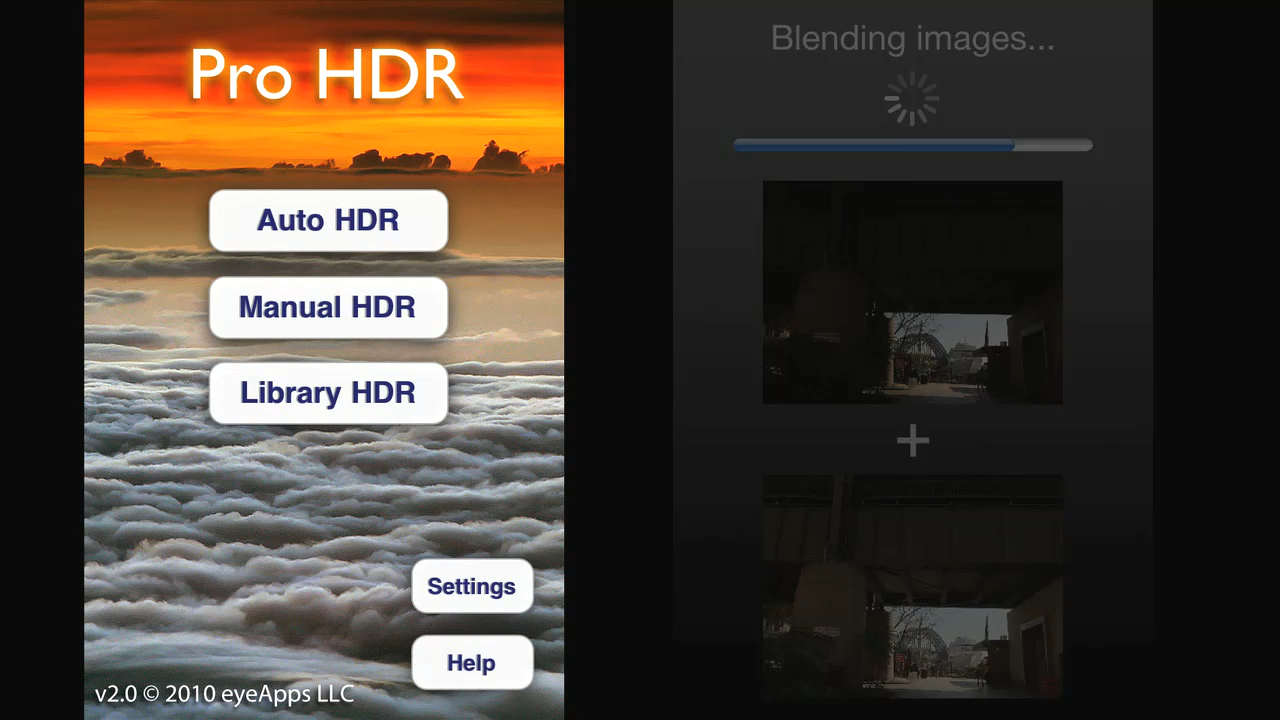 Pro HDR
Auto HDR
Manual HDR
Library HDR
Settings
Help
v2.0 © 2010 eyeApps LLC
Blending images...
+